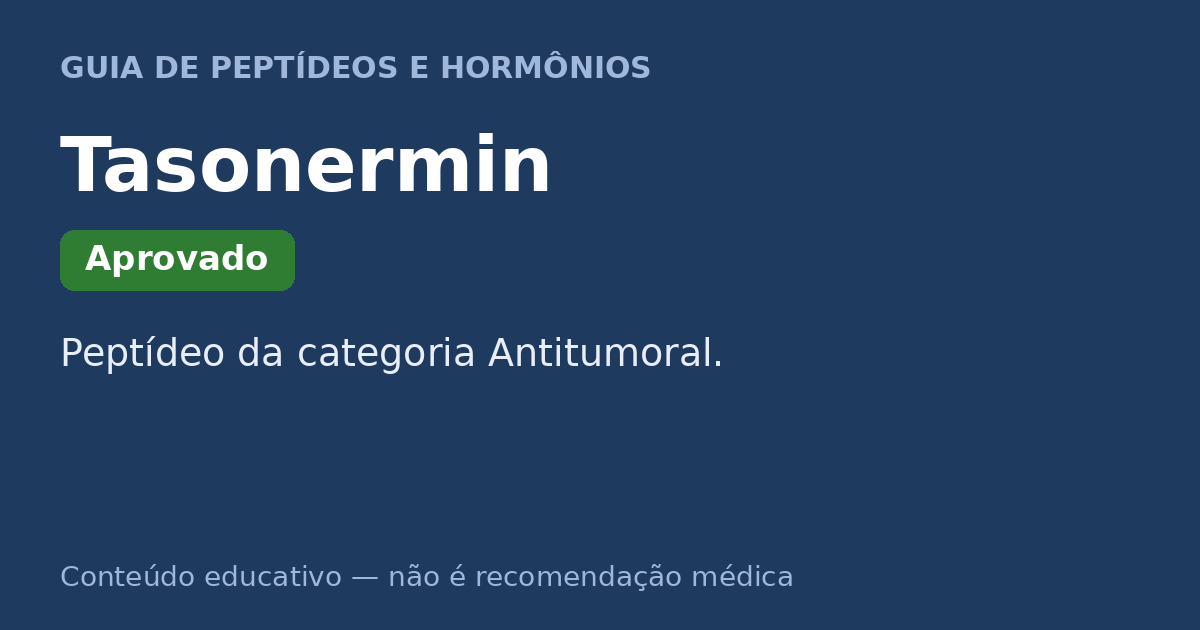 GUIA DE PEPTÍDEOS E HORMÔNIOS
Tasonermin
Aprovado
Peptídeo da categoria Antitumoral.
Conteúdo educativo — não é recomendação médica